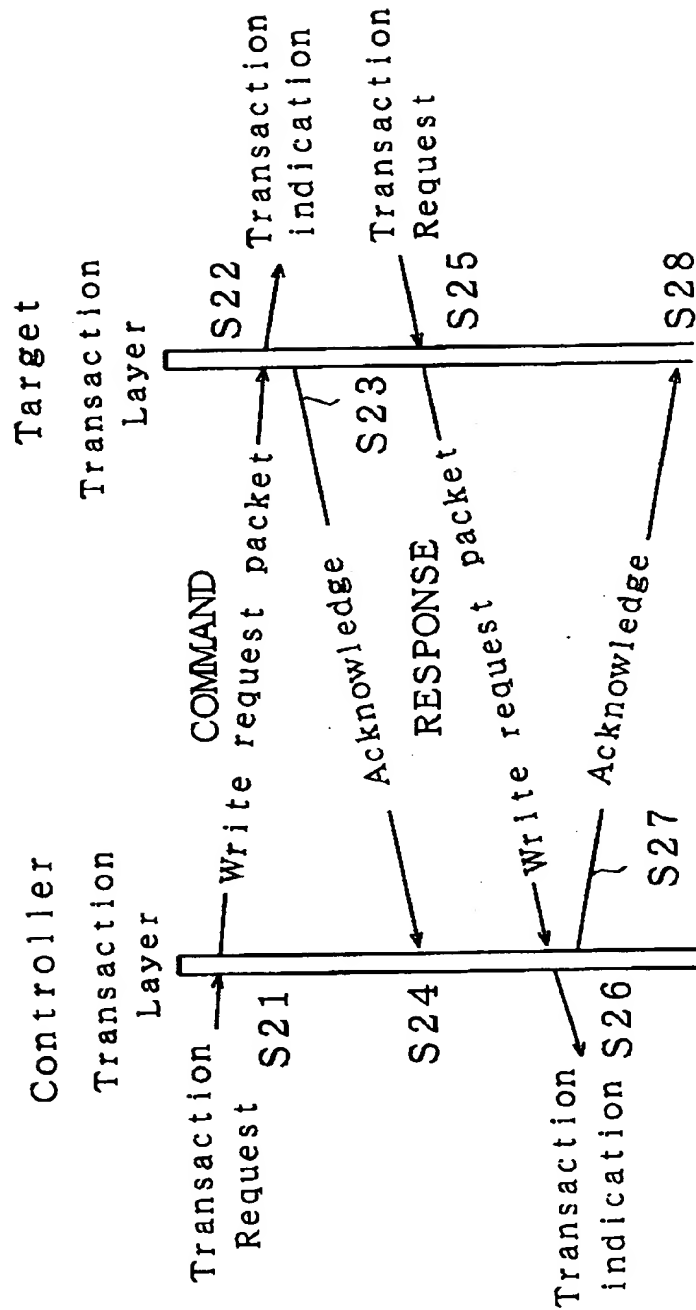 Controller
Transaction
Layer
Target
Transaction
Layer
Transaction
Request
S21
COMMAND
Write request packet
S22
Transaction
indication
Acknowledge
S23
S24
Transaction
Request
S25
RESPONSE
Write request packet
Transaction
indication
S26
S27
Acknowledge
S28